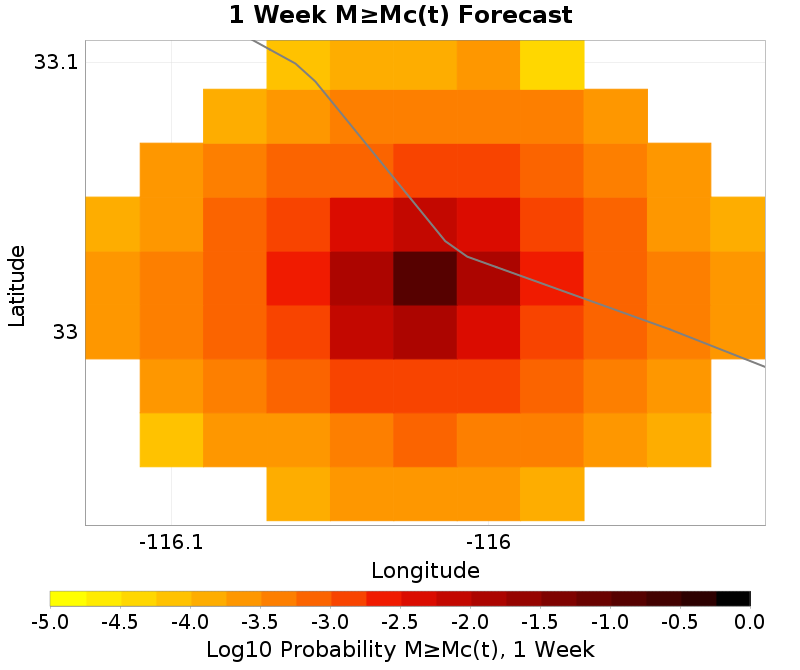 1 Week M≥Mc(t) Forecast
33.1
33
Latitude
-116.1 -116
Longitude
-5.0 -4.5 -4.0 -3.5 -3.0 -2.5 -2.0 -1.5 -1.0 -0.5 0.0
Log10 Probability M≥Mc(t), 1 Week